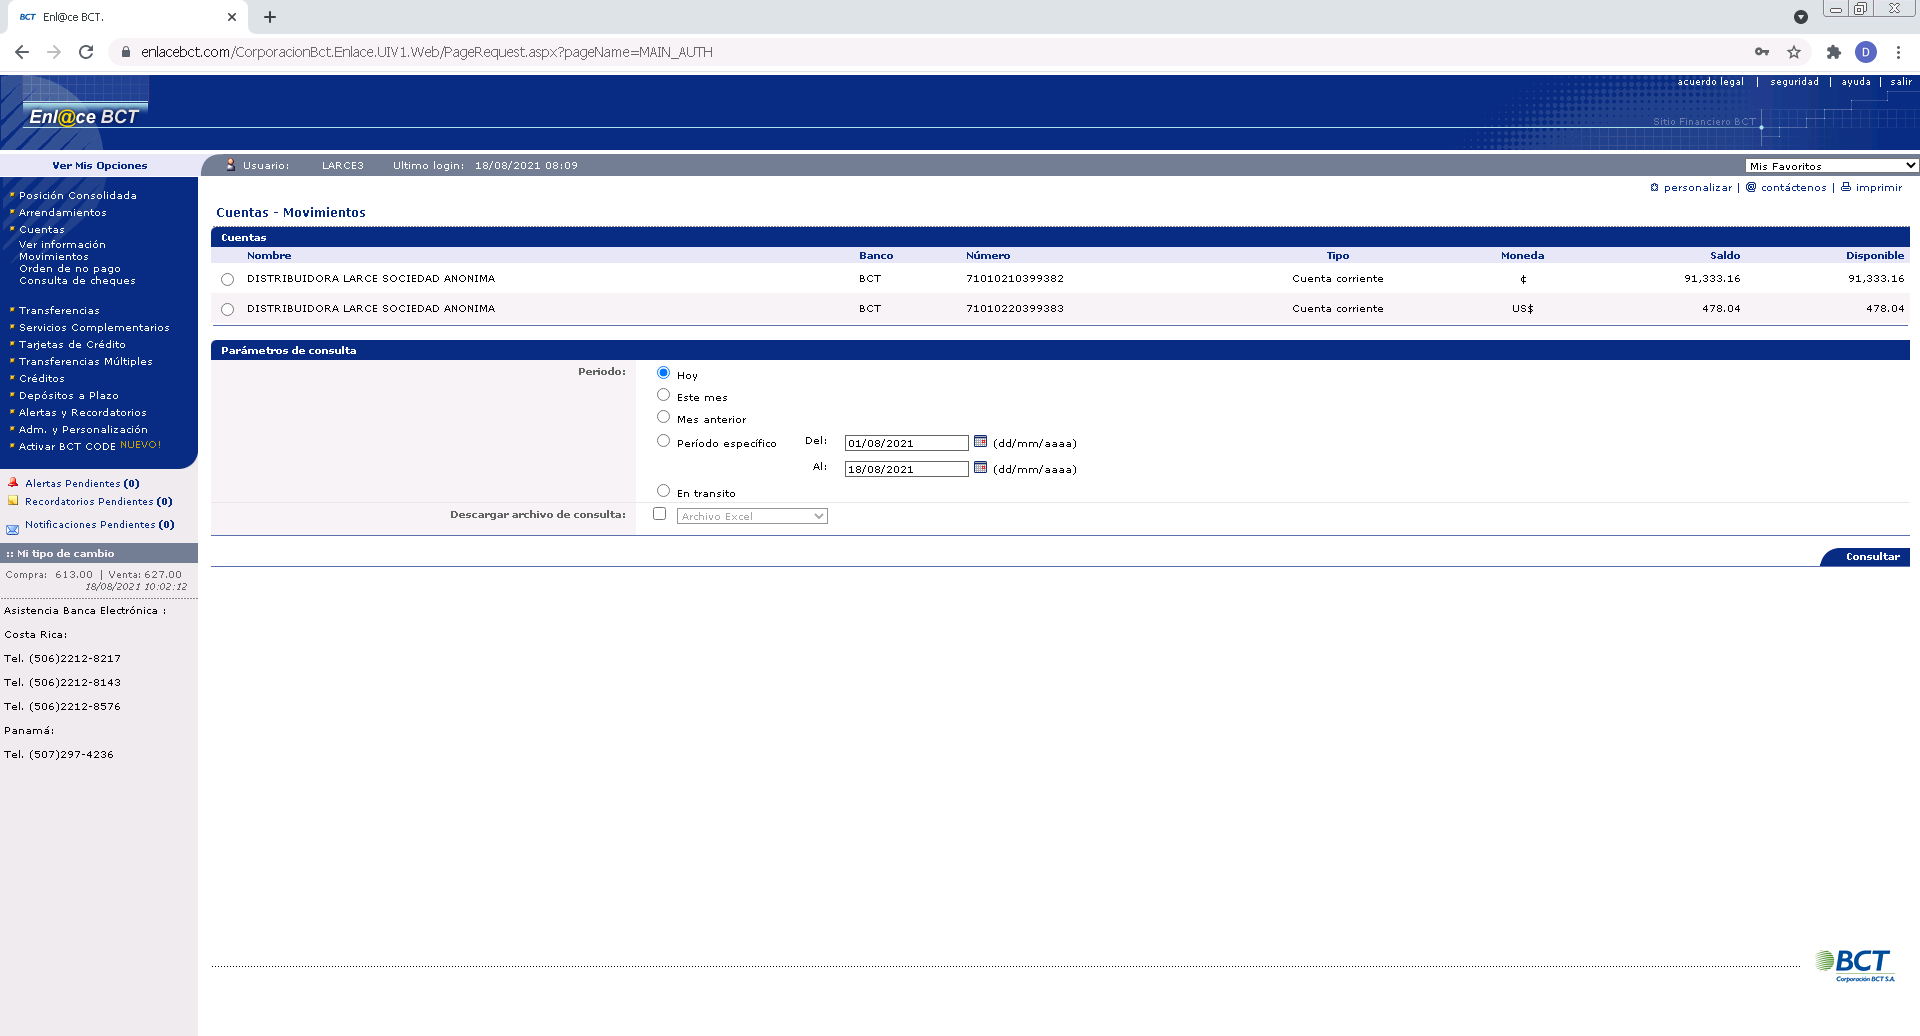 BCT Enl@ce BCT.
enlacebct.com/CorporacionBct.Enlace.UIV1.Web/PageRequest.aspx?pageName=MAIN_AUTH
D
acuerdo legal | seguridad | ayuda | salir
Enl@ce BCT
Sitio Financiero BCT
Ver Mis Opciones
Usuario: LARCE3 Ultimo login: 18/08/2021 08:09
Mis Favoritos
personalizar | contáctenos | imprimir
Posición Consolidada
Arrendamientos
Cuentas
Ver información
Movimientos
Orden de no pago
Consulta de cheques
Transferencias
Servicios Complementarios
Tarjetas de Crédito
Transferencias Múltiples
Créditos
Depósitos a Plazo
Alertas y Recordatorios
Adm. y Personalización
Activar BCT CODE NUEVO!
Alertas Pendientes (0)
Recordatorios Pendientes (0)
Notificaciones Pendientes (0)
:: Mi tipo de cambio
Compra: 613.00 | Venta: 627.00
18/08/2021 10:02:12
Asistencia Banca Electrónica :
Costa Rica:
Tel. (506)2212-8217
Tel. (506)2212-8143
Tel. (506)2212-8576
Panamá:
Tel. (507)297-4236
Cuentas - Movimientos
Cuentas
Nombre Banco Número Tipo Moneda Saldo Disponible
DISTRIBUIDORA LARCE SOCIEDAD ANONIMA BCT 71010210399382 Cuenta corriente ¢ 91,333.16 91,333.16
DISTRIBUIDORA LARCE SOCIEDAD ANONIMA BCT 71010220399383 Cuenta corriente US$ 478.04 478.04
Parámetros de consulta
Periodo:
Hoy
Este mes
Mes anterior
Período específico Del: 01/08/2021 (dd/mm/aaaa)
Al: 18/08/2021 (dd/mm/aaaa)
En transito
Descargar archivo de consulta: Archivo Excel
Consultar
BCT
Corporación BCT S.A.